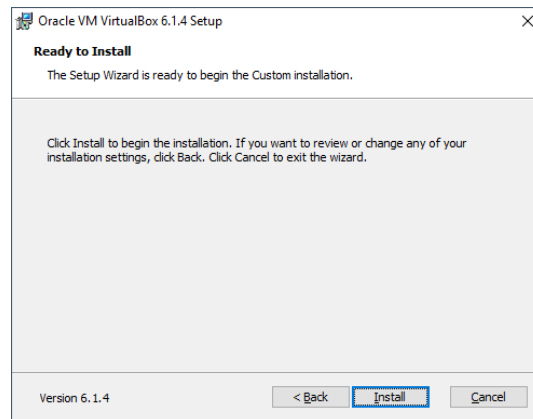 Oracle VM VirtualBox 6.1.4 Setup
Ready to Install
The Setup Wizard is ready to begin the Custom installation.
Click Install to begin the installation. If you want to review or change any of your
installation settings, click Back. Click Cancel to exit the wizard.
Version 6.1.4
< Back
Install
Cancel